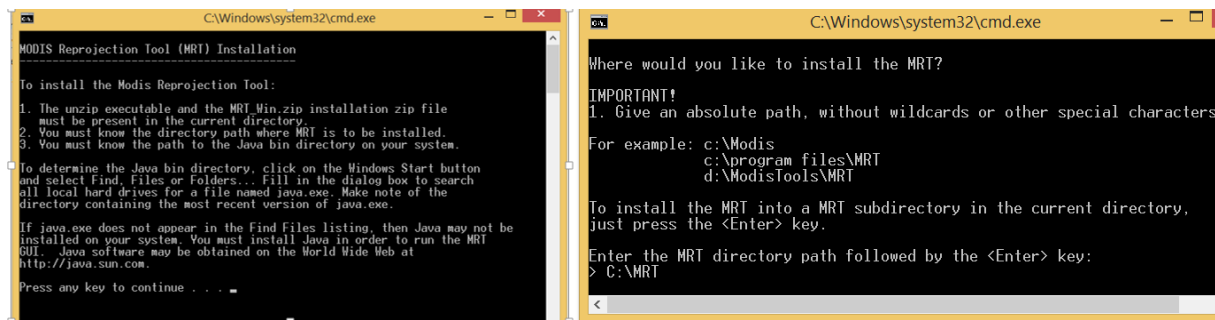 C:\Windows\system32\cmd.exe
MODIS Reprojection Tool (MRT) Installation
------------------------------------------
To install the Modis Reprojection Tool:
1. The unzip executable and the MRT_Win.zip installation zip file
must be present in the current directory.
2. You must know the directory path where MRT is to be installed.
3. You must know the path to the Java bin directory on your system.
To determine the Java bin directory, click on the Windows Start button
and select Find, Files or Folders... Fill in the dialog box to search
all local hard drives for a file named java.exe. Make note of the
directory containing the most recent version of java.exe.
If java.exe does not appear in the Find Files listing, then Java may not be
installed on your system. You must install Java in order to run the MRT
GUI.  Java software may be obtained on the World Wide Web at
http://java.sun.com.
Press any key to continue . . .
C:\Windows\system32\cmd.exe
Where would you like to install the MRT?
IMPORTANT!
1. Give an absolute path, without wildcards or other special characters
For example: c:\Modis
c:\program files\MRT
d:\ModisTools\MRT
To install the MRT into a MRT subdirectory in the current directory,
just press the <Enter> key.
Enter the MRT directory path followed by the <Enter> key:
> C:\MRT